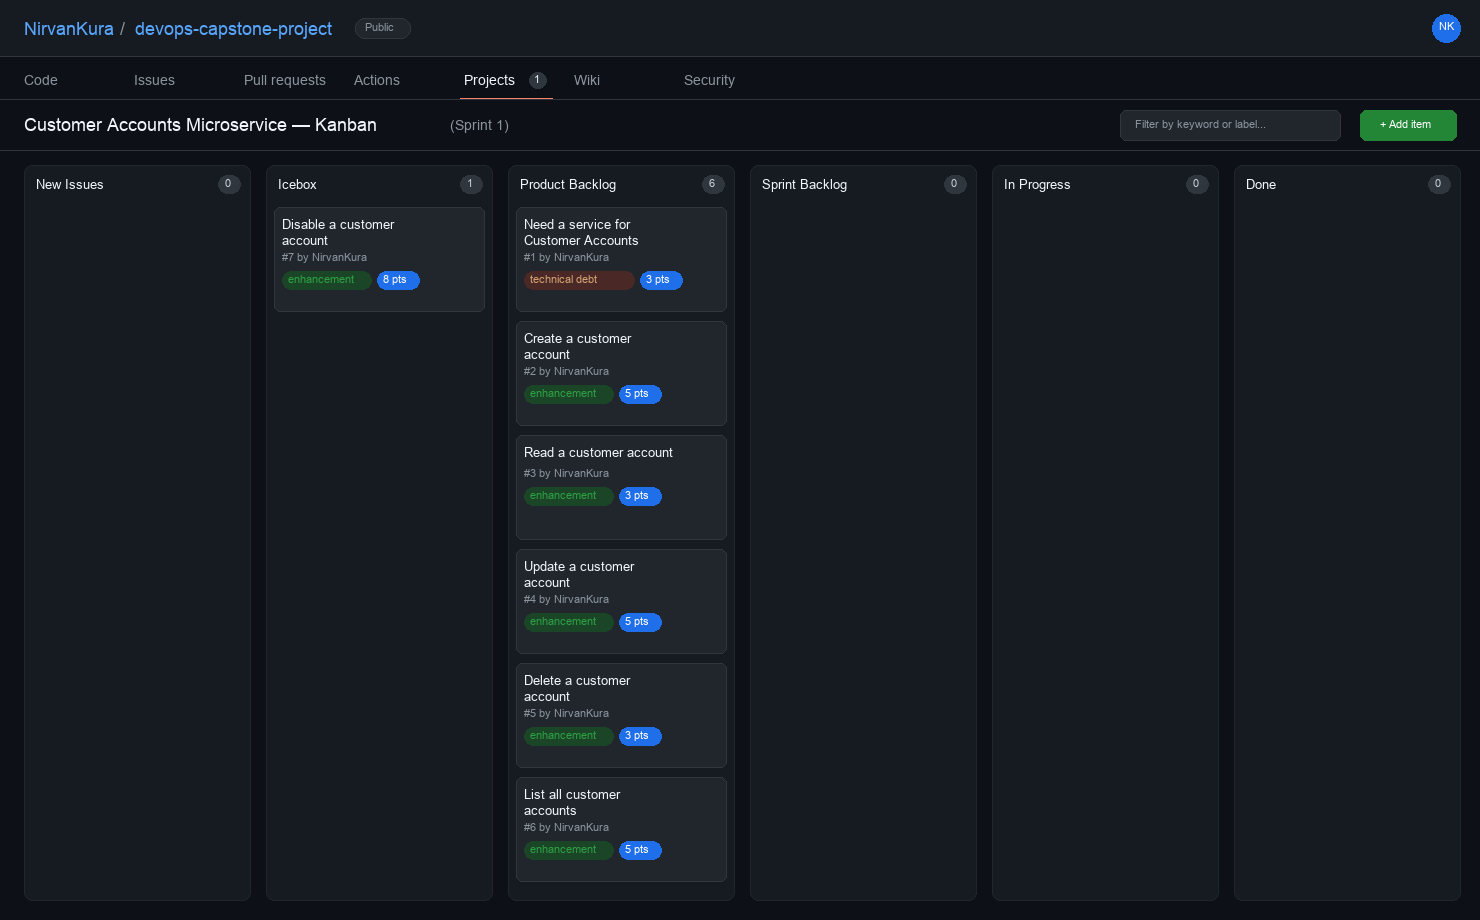 NirvanKura / devops-capstone-project Public NK
Code Issues Pull requests Actions Projects 1 Wiki Security
Customer Accounts Microservice — Kanban (Sprint 1) Filter by keyword or label... + Add item
New Issues 0
Icebox 1
Disable a customer
account
#7 by NirvanKura
enhancement 8 pts
Product Backlog 6
Need a service for
Customer Accounts
#1 by NirvanKura
technical debt 3 pts
Create a customer
account
#2 by NirvanKura
enhancement 5 pts
Read a customer account
#3 by NirvanKura
enhancement 3 pts
Update a customer
account
#4 by NirvanKura
enhancement 5 pts
Delete a customer
account
#5 by NirvanKura
enhancement 3 pts
List all customer
accounts
#6 by NirvanKura
enhancement 5 pts
Sprint Backlog 0
In Progress 0
Done 0